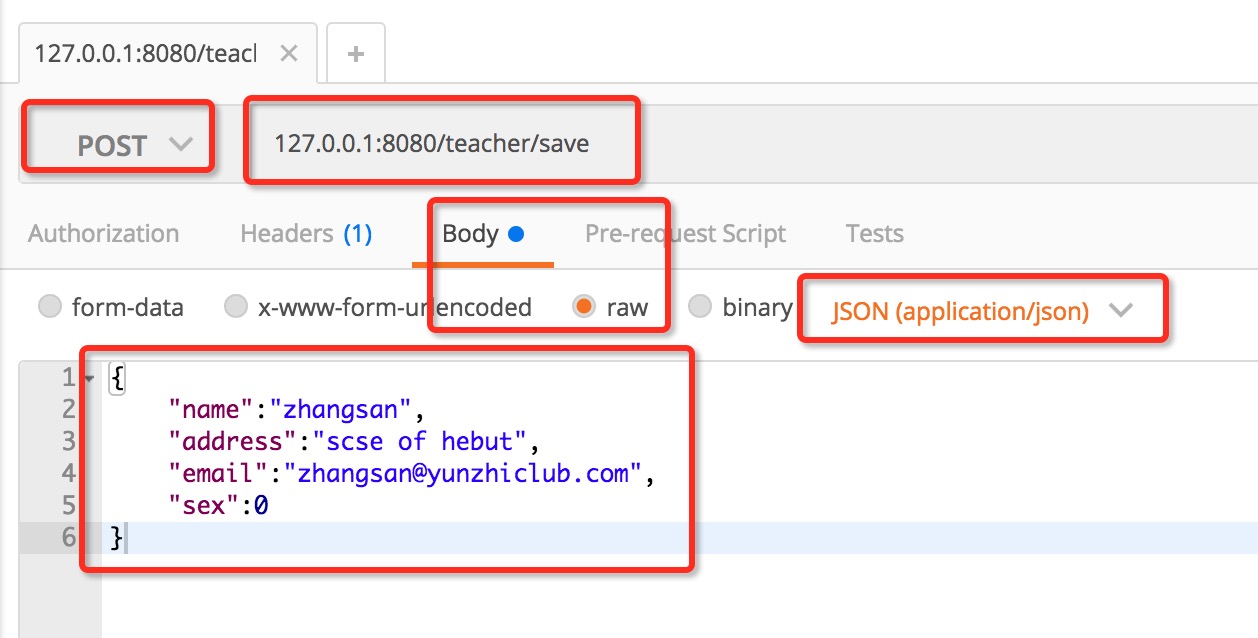 127.0.0.1:8080/teacl
POST 127.0.0.1:8080/teacher/save
Authorization Headers (1) Body Pre-request Script Tests
form-data x-www-form-urlencoded raw binary JSON (application/json)
1 {
2 "name":"zhangsan",
3 "address":"scse of hebut",
4 "email":"zhangsan@yunzhiclub.com",
5 "sex":0
6 }